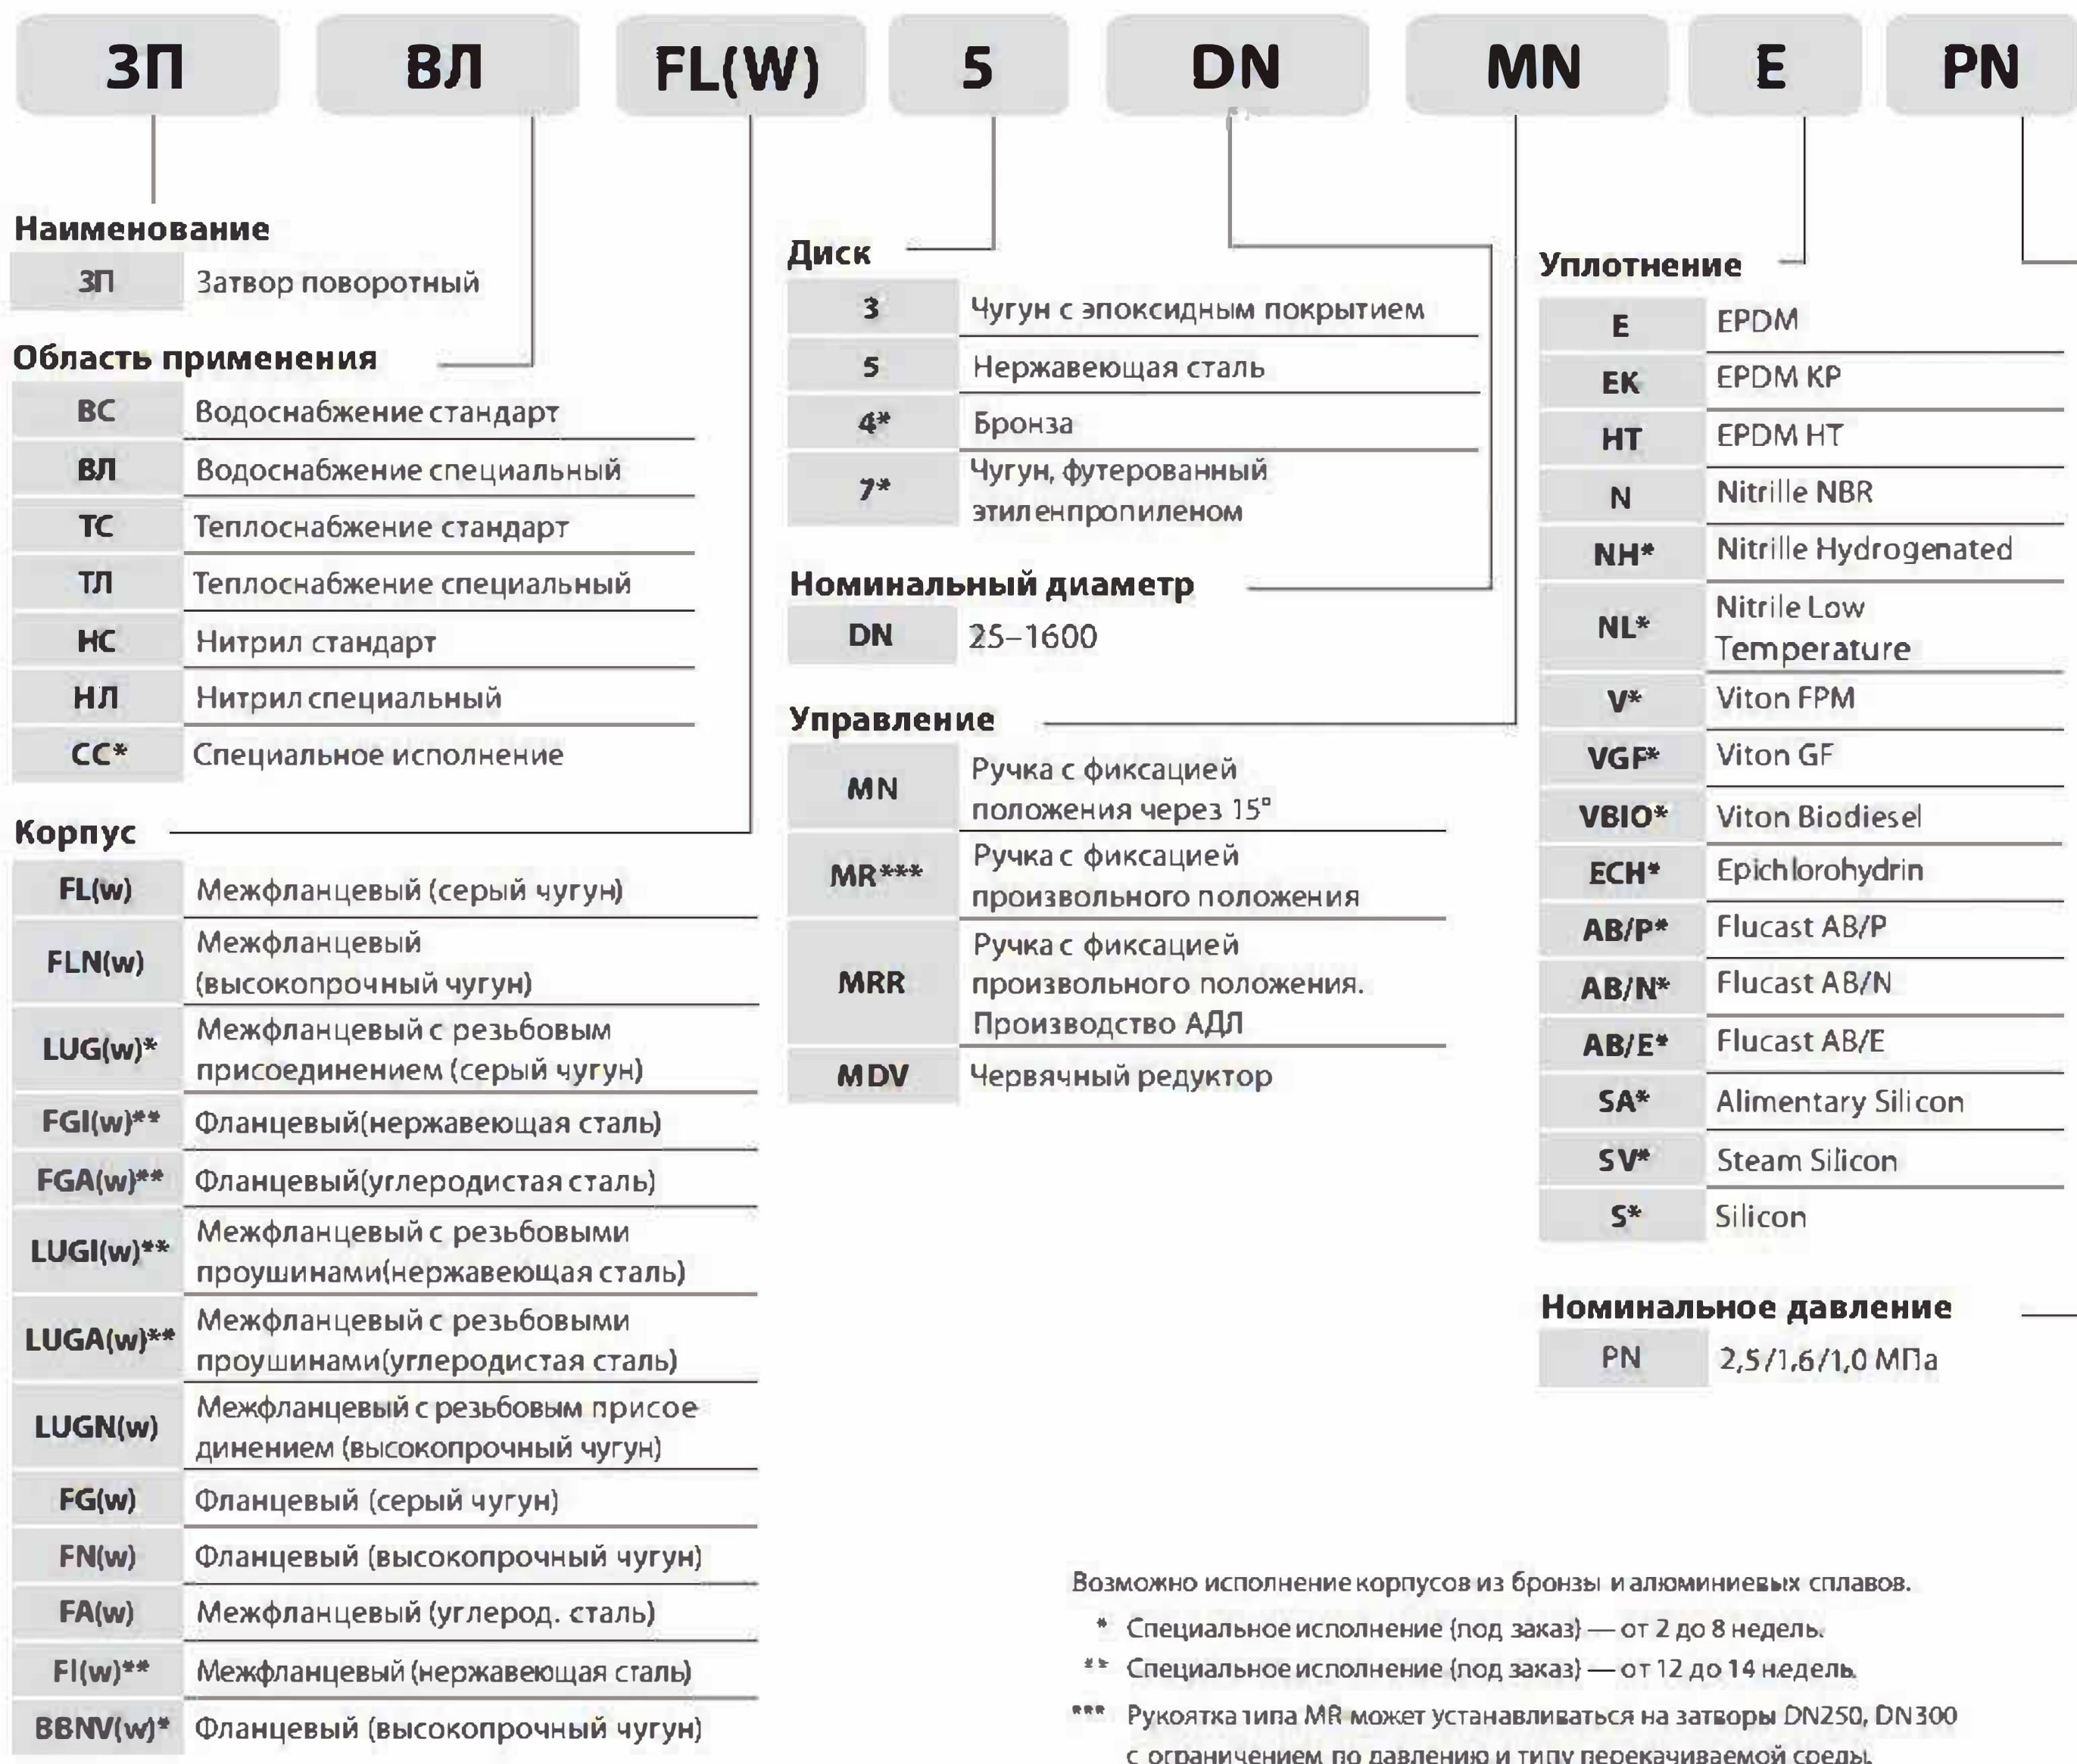 ЗП ВЛ FL(W) 5 DN MN E PN
Наименование
ЗП Затвор поворотный
Область применения
ВС Водоснабжение стандарт
ВЛ Водоснабжение специальный
ТС Теплоснабжение стандарт
ТЛ Теплоснабжение специальный
НС Нитрил стандарт
НЛ Нитрил специальный
СС* Специальное исполнение
Корпус
FL(w) Межфланцевый (серый чугун)
FLN(w) Межфланцевый
(высокопрочный чугун)
LUG(w)* Межфланцевый с резьбовым
присоединением (серый чугун)
FGI(w)** Фланцевый(нержавеющая сталь)
FGA(w)** Фланцевый(углеродистая сталь)
LUGI(w)** Межфланцевый с резьбовыми
проушинами(нержавеющая сталь)
LUGA(w)** Межфланцевый с резьбовыми
проушинами(углеродистая сталь)
LUGN(w) Межфланцевый с резьбовым присое
динением (высокопрочный чугун)
FG(w) Фланцевый (серый чугун)
FN(w) Фланцевый (высокопрочный чугун)
FA(w) Межфланцевый (углерод. сталь)
FI(w)** Межфланцевый (нержавеющая сталь)
BBNV(w)* Фланцевый (высокопрочный чугун)
Диск
3 Чугун с эпоксидным покрытием
5 Нержавеющая сталь
4* Бронза
7* Чугун, футерованный
этиленпропиленом
Номинальный диаметр
DN 25–1600
Управление
MN Ручка с фиксацией
положения через 15°
MR*** Ручка с фиксацией
произвольного положения
MRR Ручка с фиксацией
произвольного положения.
Производство АДЛ
MDV Червячный редуктор
Уплотнение
E EPDM
EK EPDM KP
HT EPDM HT
N Nitrille NBR
NH* Nitrille Hydrogenated
NL* Nitrile Low
Temperature
V* Viton FPM
VGF* Viton GF
VBIO* Viton Biodiesel
ECH* Epichlorohydrin
AB/P* Flucast AB/P
AB/N* Flucast AB/N
AB/E* Flucast AB/E
SA* Alimentary Silicon
SV* Steam Silicon
S* Silicon
Номинальное давление
PN 2,5/1,6/1,0 МПа
Возможно исполнение корпусов из бронзы и алюминиевых сплавов.
* Специальное исполнение (под заказ) — от 2 до 8 недель.
** Специальное исполнение (под заказ) — от 12 до 14 недель.
*** Рукоятка типа MR может устанавливаться на затворы DN250, DN300
с ограничением по давлению и типу перекачиваемой среды.